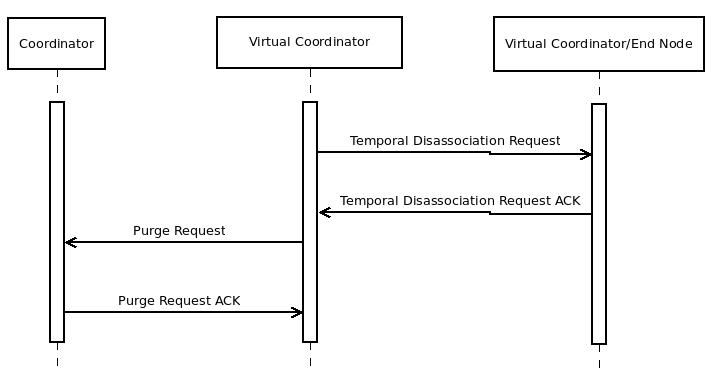 Coordinator
Virtual Coordinator
Virtual Coordinator/End Node
Temporal Disassociation Request
Temporal Disassociation Request ACK
Purge Request
Purge Request ACK